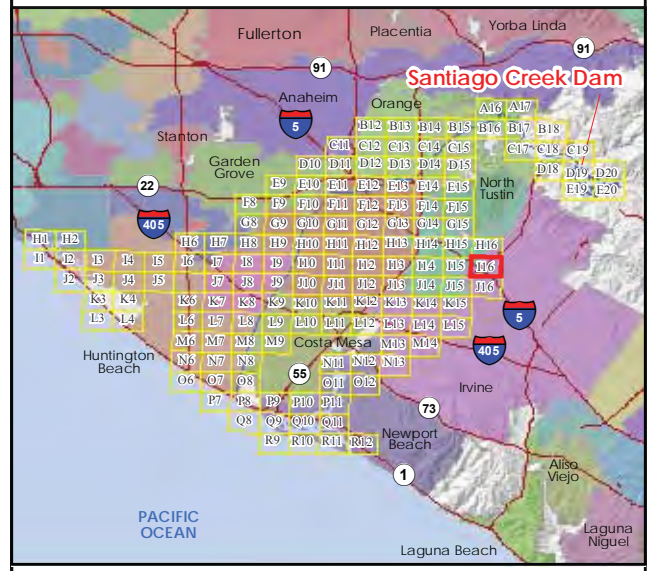 Yorba Linda
Placentia
Fullerton
91
91
Santiago Creek Dam
Anaheim
Orange
A16 A17
5
B12 B13 B14 B15 B16 B17 B18
Stanton
C11 C12 C13 C14 C15 C17 C18 C19
Garden
Grove
D10 D11 D12 D13 D14 D15 D18 D19 D20
22
E9 E10 E11 E12 E13 E14 E15 E19 E20
North
Tustin
F8 F9 F10 F11 F12 F13 F14 F15
405
G8 G9 G10 G11 G12 G13 G14 G15
H1 H2 H6 H7 H8 H9 H10 H11 H12 H13 H14 H15 H16
I1 I2 I3 I4 I5 I6 I7 I8 I9 I10 I11 I12 I13 I14 I15 I16
J2 J3 J4 J5 J7 J8 J9 J10 J11 J12 J13 J14 J15 J16
K3 K4 K6 K7 K8 K9 K10 K11 K12 K13 K14 K15
5
L3 L4 L6 L7 L8 L9 L10 L11 L12 L13 L14 L15
M6 M7 M8 M9 Costa Mesa M13 M14
405
Huntington
Beach
N6 N7 N8 N11 N12 N13
55
O6 O7 O8 O11 O12
Irvine
P7 P8 P9 P10 P11
73
Q8 Q9 Q10 Q11
Newport
Beach
R9 R10 R11 R12
1
Aliso
Viejo
PACIFIC
OCEAN
Laguna
Niguel
Laguna Beach